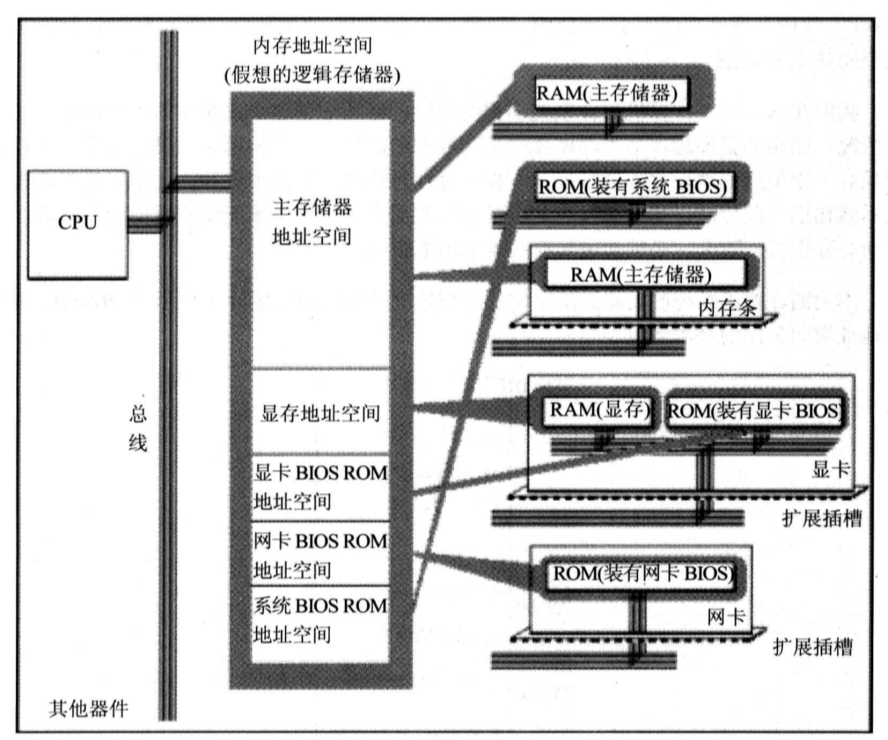 内存地址空间
(假想的逻辑存储器)
CPU
总
线
其他器件
主存储器
地址空间
显存地址空间
显卡 BIOS ROM
地址空间
网卡 BIOS ROM
地址空间
系统 BIOS ROM
地址空间
RAM(主存储器)
ROM(装有系统 BIOS)
RAM(主存储器)
内存条
RAM(显存)
ROM(装有显卡 BIOS)
显卡
扩展插槽
ROM(装有网卡 BIOS)
网卡
扩展插槽